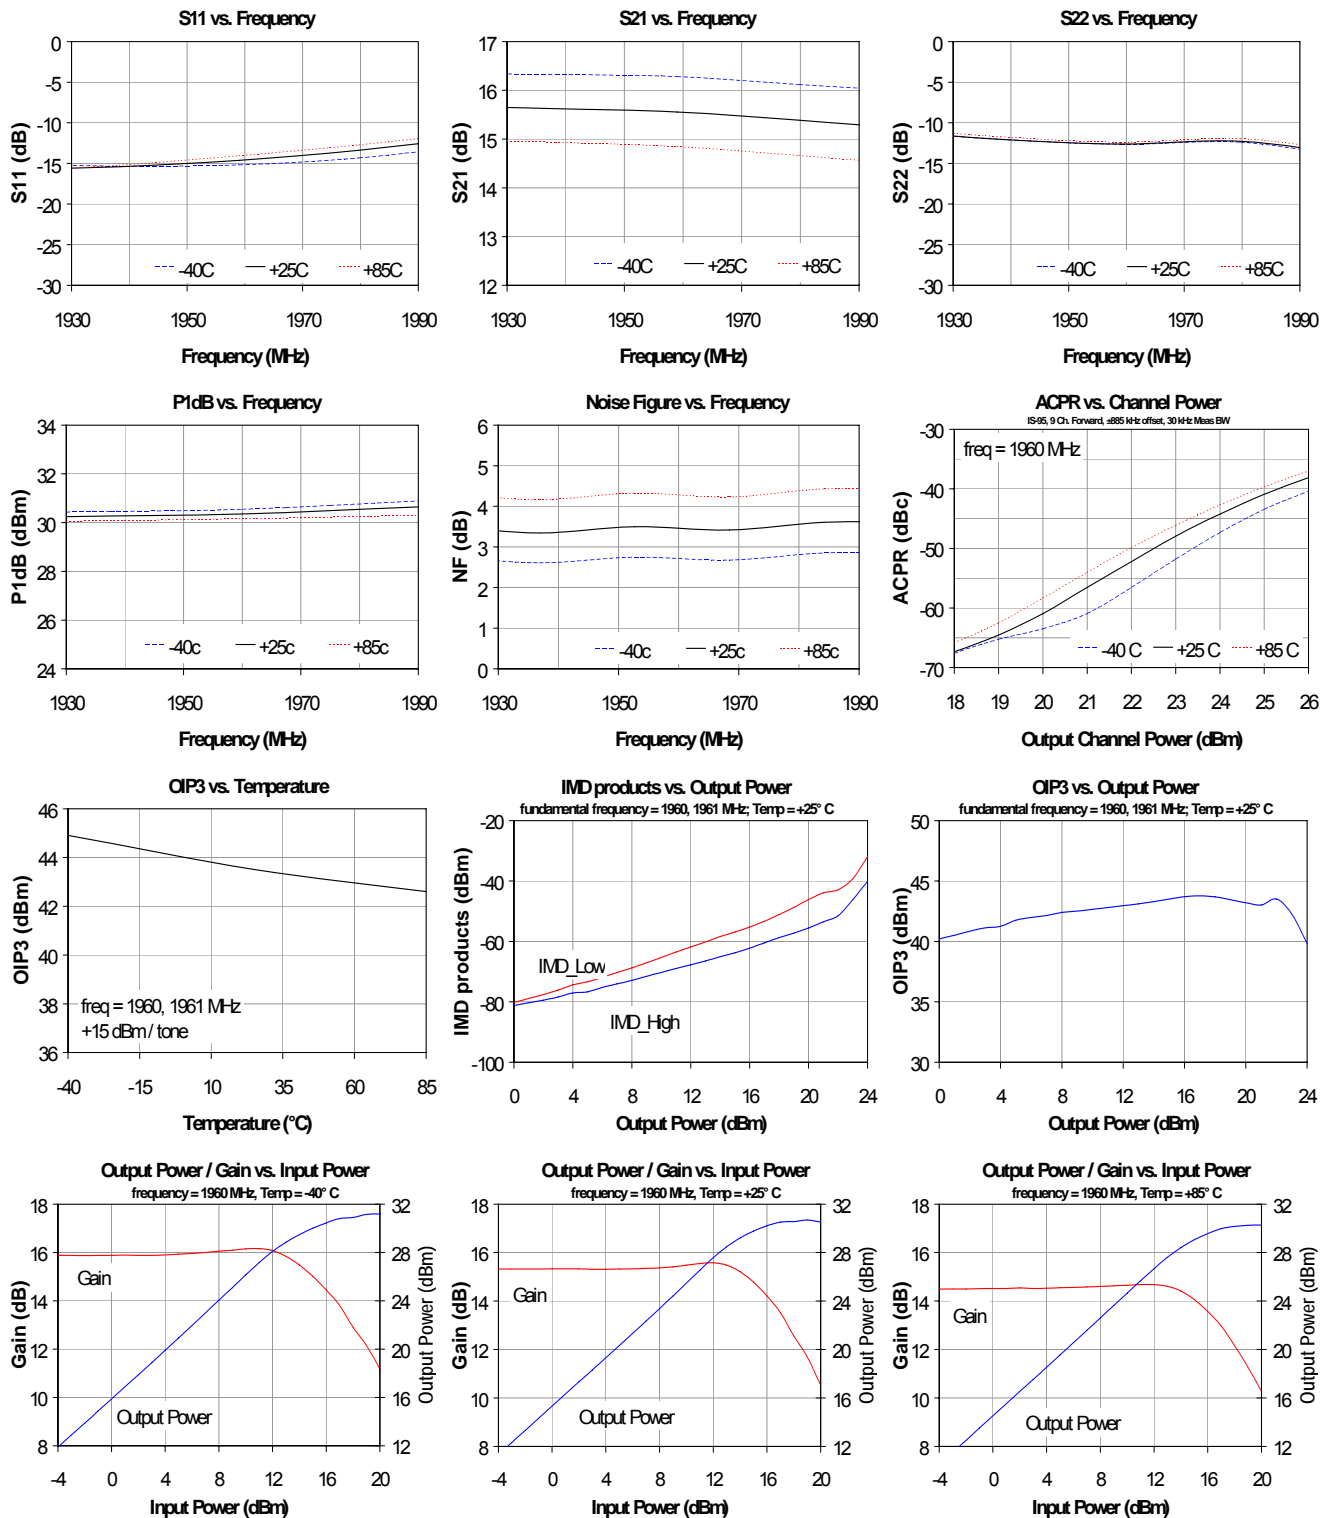 S11 vs. Frequency
S11 (dB)
0
-5
-10
-15
-20
-25
-30
-40C
+25C
+85C
1930
1950
1970
1990
Frequency (MHz)
S21 vs. Frequency
S21 (dB)
17
16
15
14
13
12
-40C
+25C
+85C
1930
1950
1970
1990
Frequency (MHz)
S22 vs. Frequency
S22 (dB)
0
-5
-10
-15
-20
-25
-30
-40C
+25C
+85C
1930
1950
1970
1990
Frequency (MHz)
P1dB vs. Frequency
P1dB (dBm)
34
32
30
28
26
24
-40c
+25c
+85c
1930
1950
1970
1990
Frequency (MHz)
Noise Figure vs. Frequency
NF (dB)
6
5
4
3
2
1
0
-40c
+25c
+85c
1930
1950
1970
1990
Frequency (MHz)
ACPR vs. Channel Power
IS-95, 9 Ch. Forward, ±885 kHz offset, 30 kHz Meas BW
freq = 1960 MHz
ACPR (dBc)
-30
-40
-50
-60
-70
-40 C
+25 C
+85 C
18
19
20
21
22
23
24
25
26
Output Channel Power (dBm)
OIP3 vs. Temperature
OIP3 (dBm)
46
44
42
40
38
36
freq = 1960, 1961 MHz
+15 dBm / tone
-40
-15
10
35
60
85
Temperature (°C)
IMD products vs. Output Power
fundamental frequency = 1960, 1961 MHz; Temp = +25° C
IMD products (dBm)
-20
-40
-60
-80
-100
IMD_Low
IMD_High
0
4
8
12
16
20
24
Output Power (dBm)
OIP3 vs. Output Power
fundamental frequency = 1960, 1961 MHz; Temp = +25° C
OIP3 (dBm)
50
45
40
35
30
0
4
8
12
16
20
24
Output Power (dBm)
Output Power / Gain vs. Input Power
frequency = 1960 MHz, Temp = -40° C
Gain (dB)
18
16
14
12
10
8
Gain
Output Power
32
28
24
20
16
12
Output Power (dBm)
-4
0
4
8
12
16
20
Input Power (dBm)
Output Power / Gain vs. Input Power
frequency = 1960 MHz, Temp = +25° C
Gain (dB)
18
16
14
12
10
8
Gain
Output Power
32
28
24
20
16
12
Output Power (dBm)
-4
0
4
8
12
16
20
Input Power (dBm)
Output Power / Gain vs. Input Power
frequency = 1960 MHz, Temp = +85° C
Gain (dB)
18
16
14
12
10
8
Gain
Output Power
32
28
24
20
16
12
Output Power (dBm)
-4
0
4
8
12
16
20
Input Power (dBm)